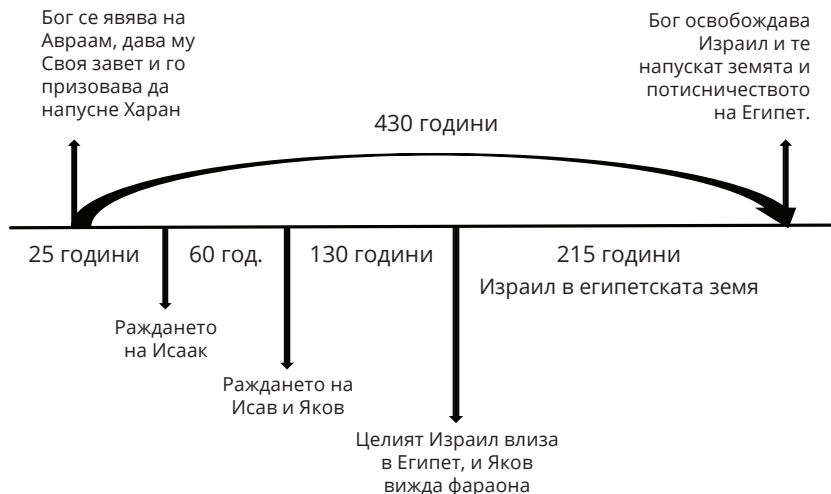 Бог се явява на
Авраам, дава му
Своя завет и го
призовава да
напусне Харан
Бог освобождава
Израил и те
напускат земята и
потисничеството
на Египет.
430 години
25 години
60 год.
130 години
215 години
Израил в египетската земя
Раждането
на Исаак
Раждането на
Исав и Яков
Целият Израил влиза
в Египет, и Яков
вижда фараона